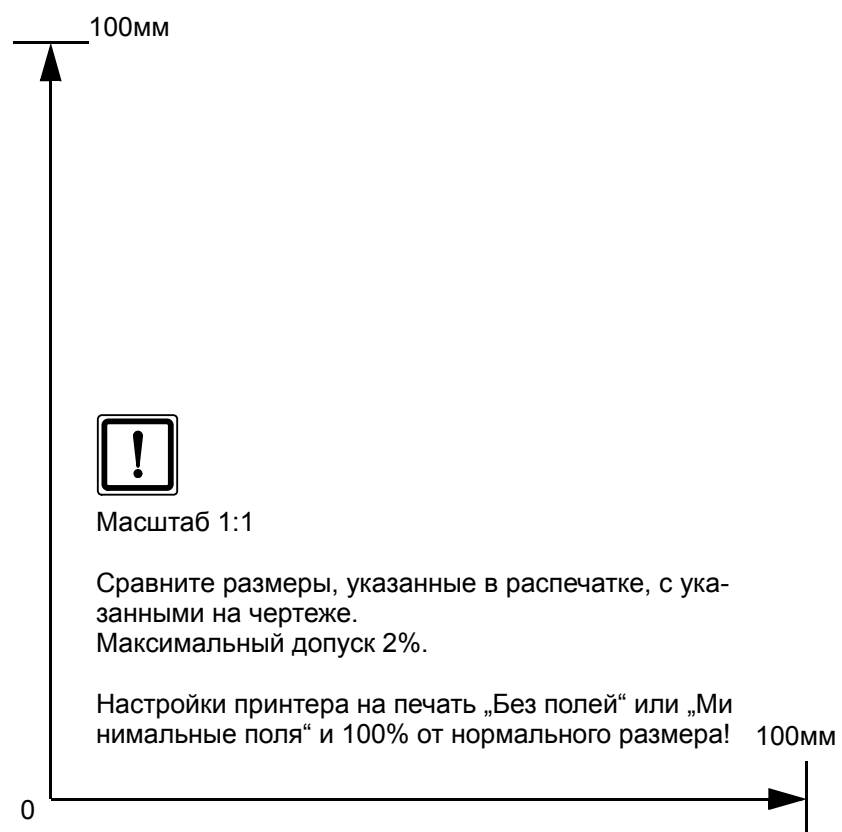 100мм
!
Масштаб 1:1
Сравните размеры, указанные в распечатке, с ука-
занными на чертеже.
Максимальный допуск 2%.
Настройки принтера на печать „Без полей“ или „Ми
нимальные поля“ и 100% от нормального размера!
100мм
0